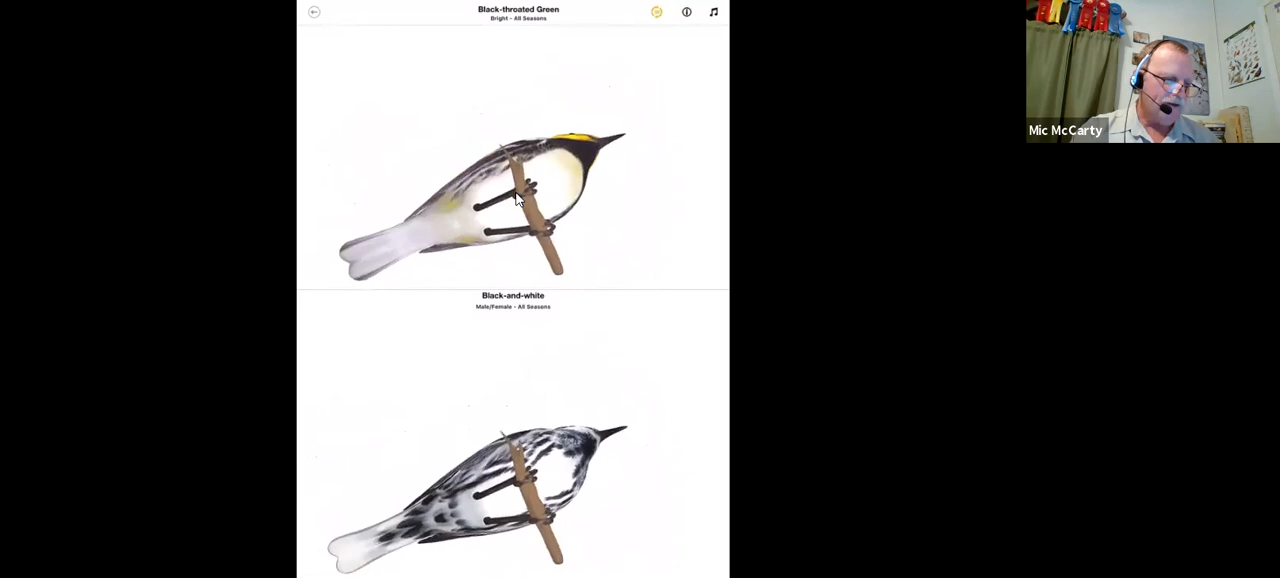 Black-throated Green
Bright - All Seasons
Mic McCarty
Black-and-white
Male/Female - All Seasons